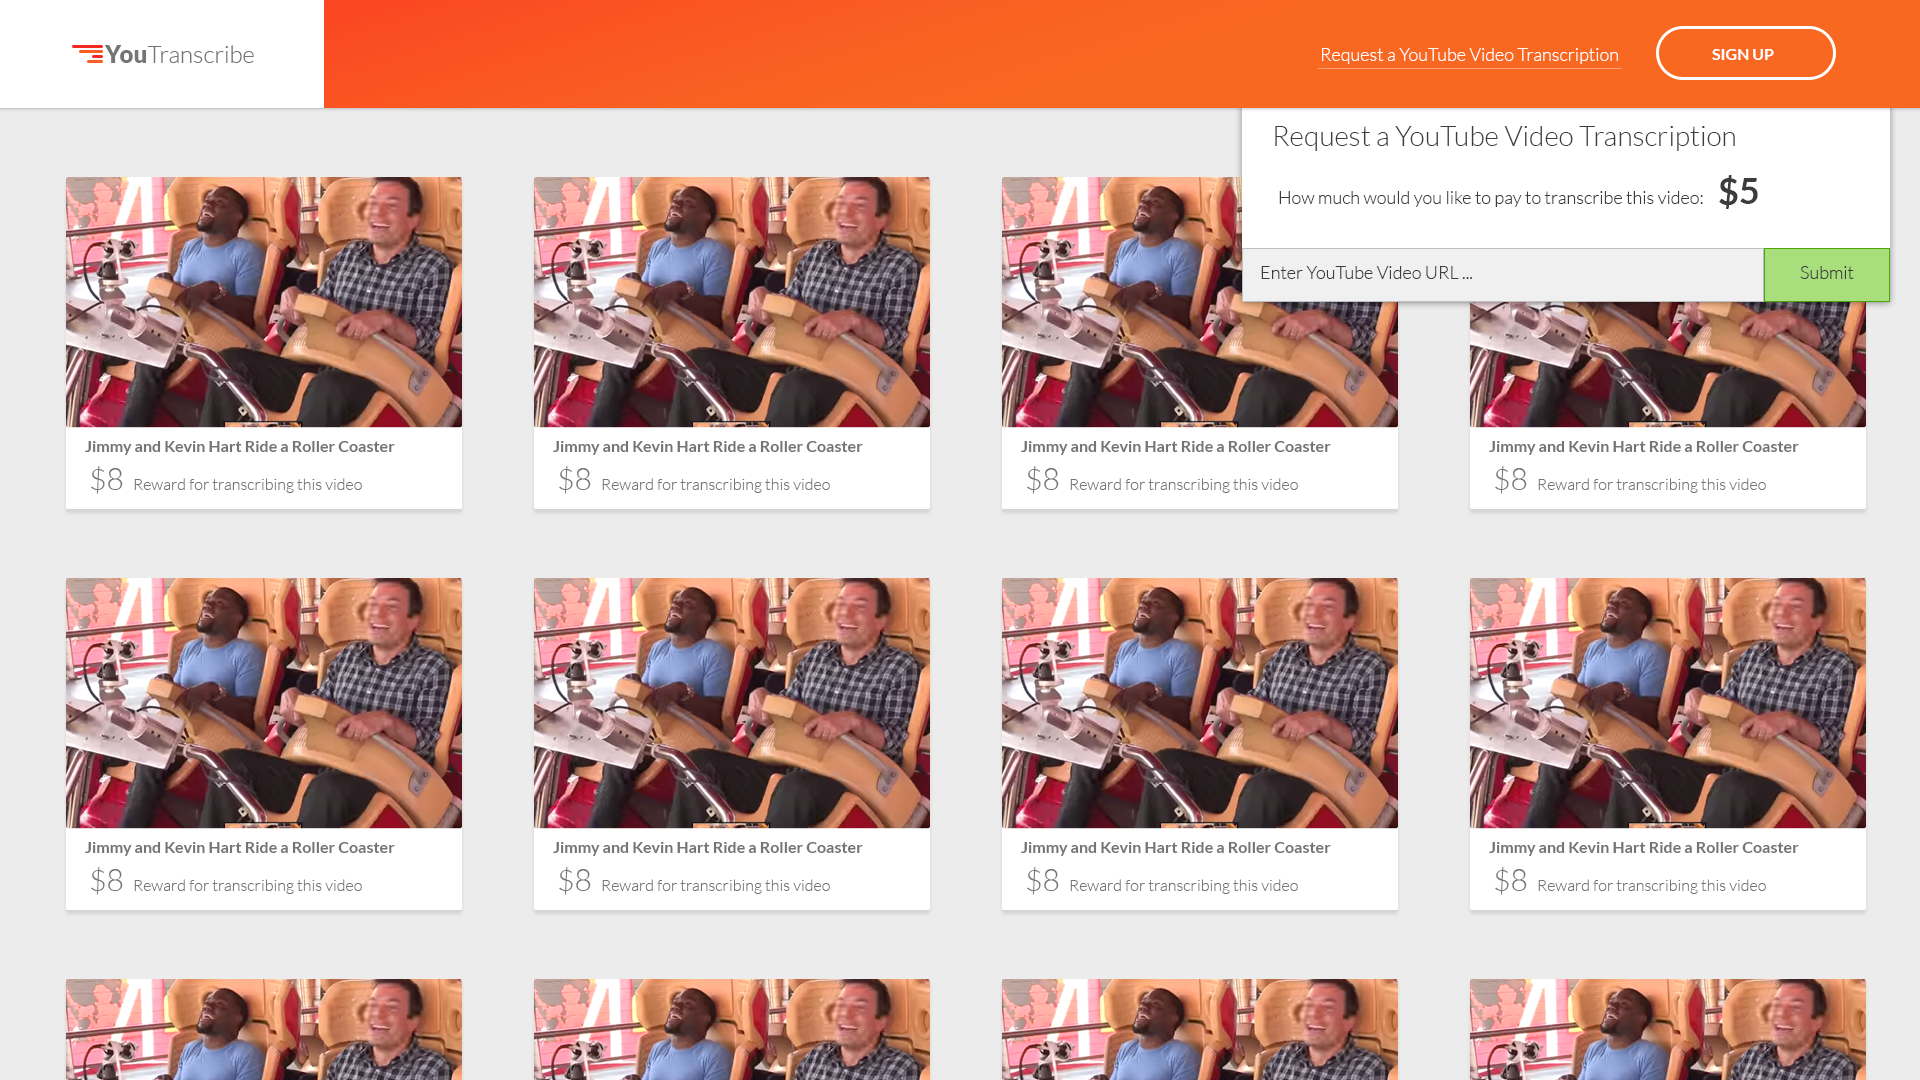 YouTranscribe
Request a YouTube Video Transcription
SIGN UP
Request a YouTube Video Transcription
How much would you like to pay to transcribe this video: $5
Enter YouTube Video URL ...
Submit
Jimmy and Kevin Hart Ride a Roller Coaster
$8 Reward for transcribing this video
Jimmy and Kevin Hart Ride a Roller Coaster
$8 Reward for transcribing this video
Jimmy and Kevin Hart Ride a Roller Coaster
$8 Reward for transcribing this video
Jimmy and Kevin Hart Ride a Roller Coaster
$8 Reward for transcribing this video
Jimmy and Kevin Hart Ride a Roller Coaster
$8 Reward for transcribing this video
Jimmy and Kevin Hart Ride a Roller Coaster
$8 Reward for transcribing this video
Jimmy and Kevin Hart Ride a Roller Coaster
$8 Reward for transcribing this video
Jimmy and Kevin Hart Ride a Roller Coaster
$8 Reward for transcribing this video